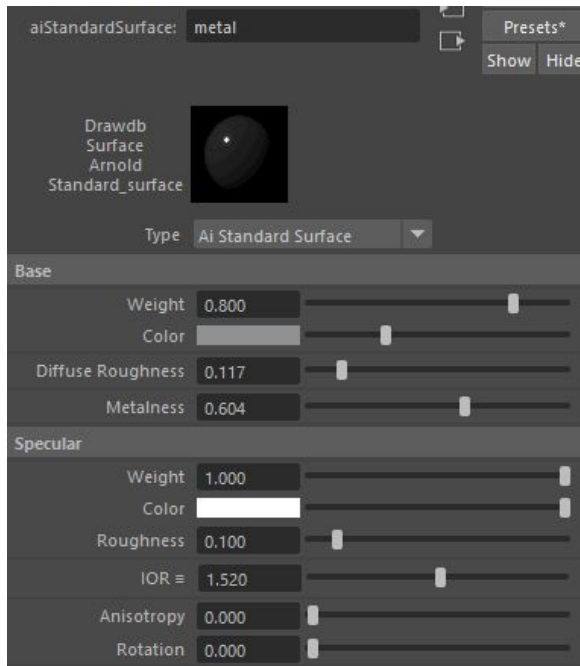 aiStandardSurface: metal
Presets*
Show Hide
Drawdb
Surface
Arnold
Standard_surface
Type Ai Standard Surface
Base
Weight 0.800
Color
Diffuse Roughness 0.117
Metalness 0.604
Specular
Weight 1.000
Color
Roughness 0.100
IOR ≡ 1.520
Anisotropy 0.000
Rotation 0.000